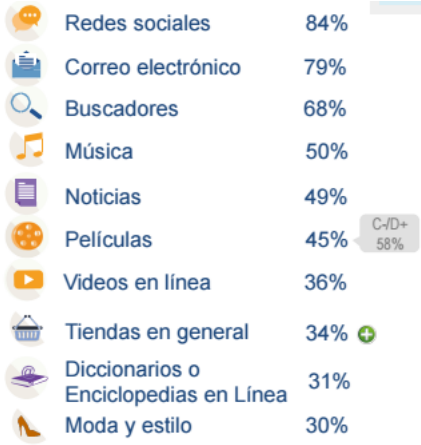 Redes sociales 84%
Correo electrónico 79%
Buscadores 68%
Música 50%
Noticias 49%
Películas 45% C-/D+
58%
Videos en línea 36%
Tiendas en general 34%
Diccionarios o
Enciclopedias en Línea 31%
Moda y estilo 30%